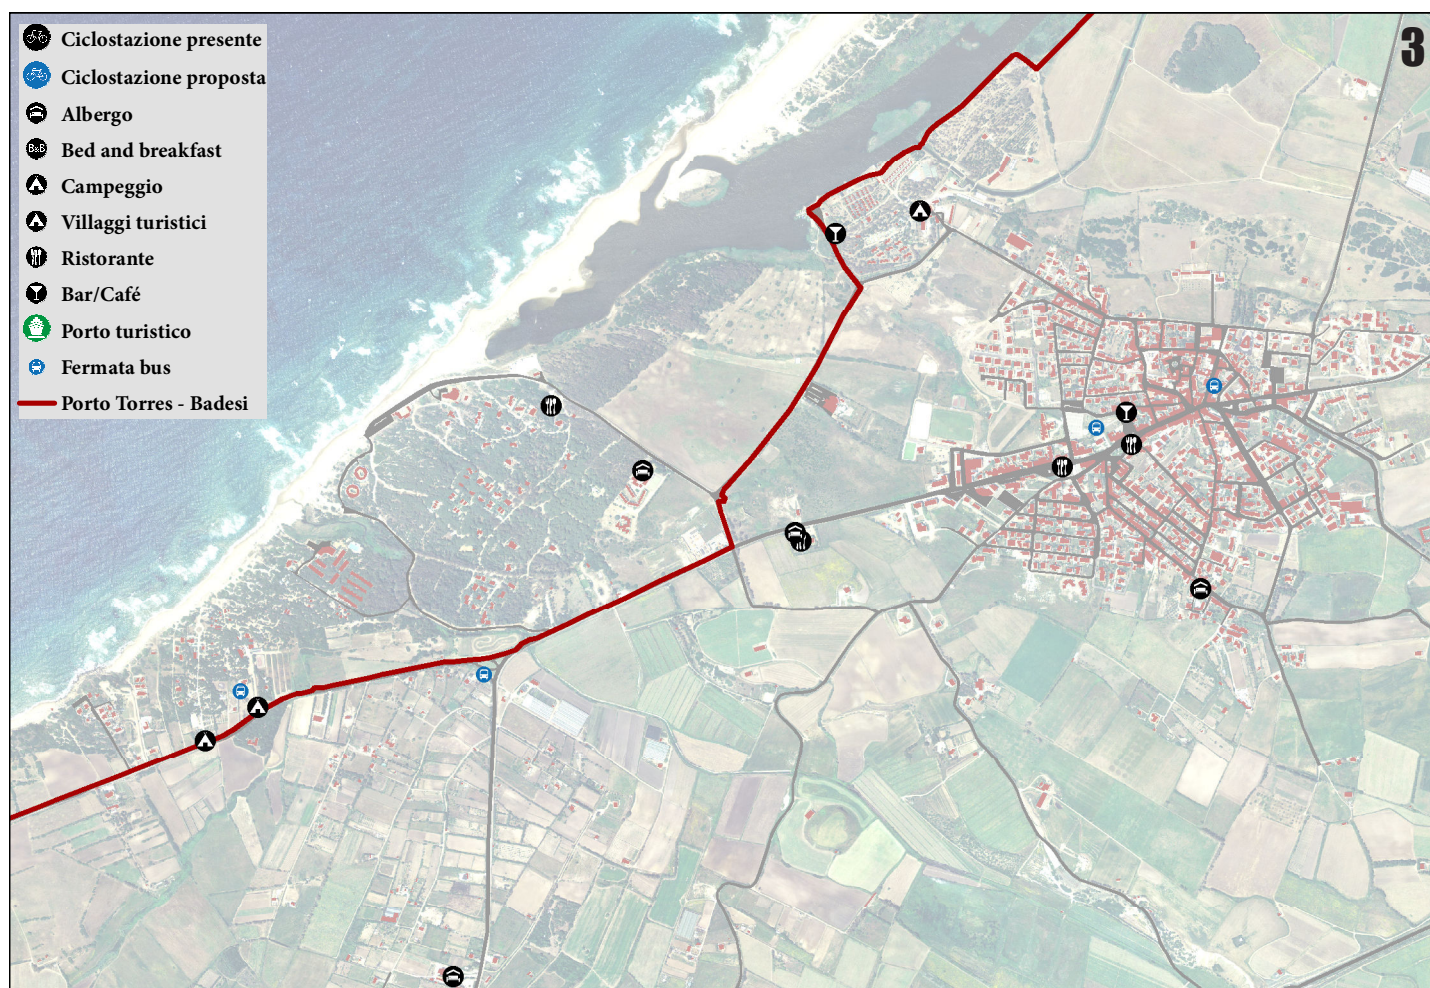 Ciclostazione presente
Ciclostazione proposta
Albergo
B&B Bed and breakfast
Campeggio
Villaggi turistici
Ristorante
Bar/Café
Porto turistico
Fermata bus
Porto Torres - Badesi
3